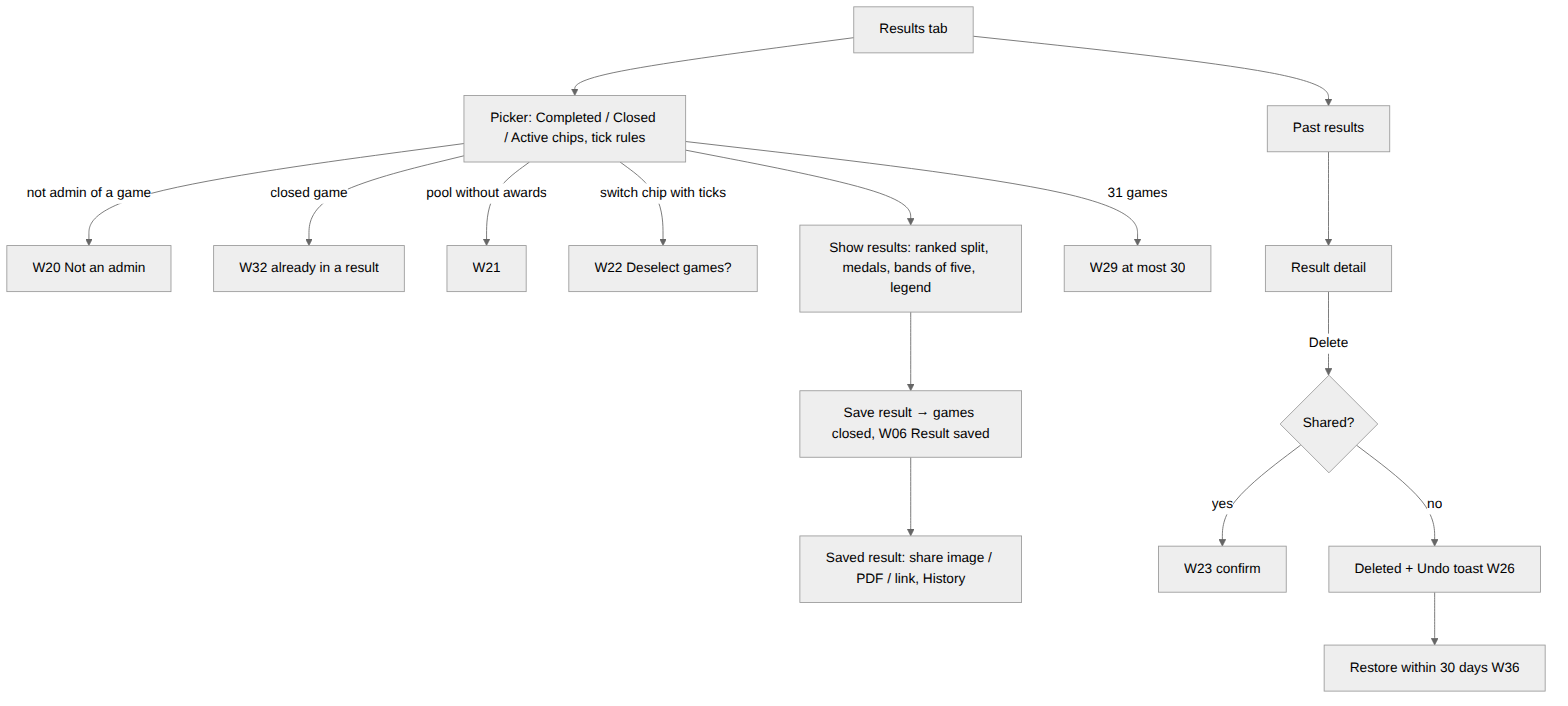 Results tab
Picker: Completed / Closed
/ Active chips, tick rules
Past results
not admin of a game
closed game
pool without awards
switch chip with ticks
31 games
W20 Not an admin
W32 already in a result
W21
W22 Deselect games?
Show results: ranked split,
medals, bands of five,
legend
W29 at most 30
Result detail
Delete
Save result → games
closed, W06 Result saved
Shared?
yes
no
Saved result: share image /
PDF / link, History
W23 confirm
Deleted + Undo toast W26
Restore within 30 days W36